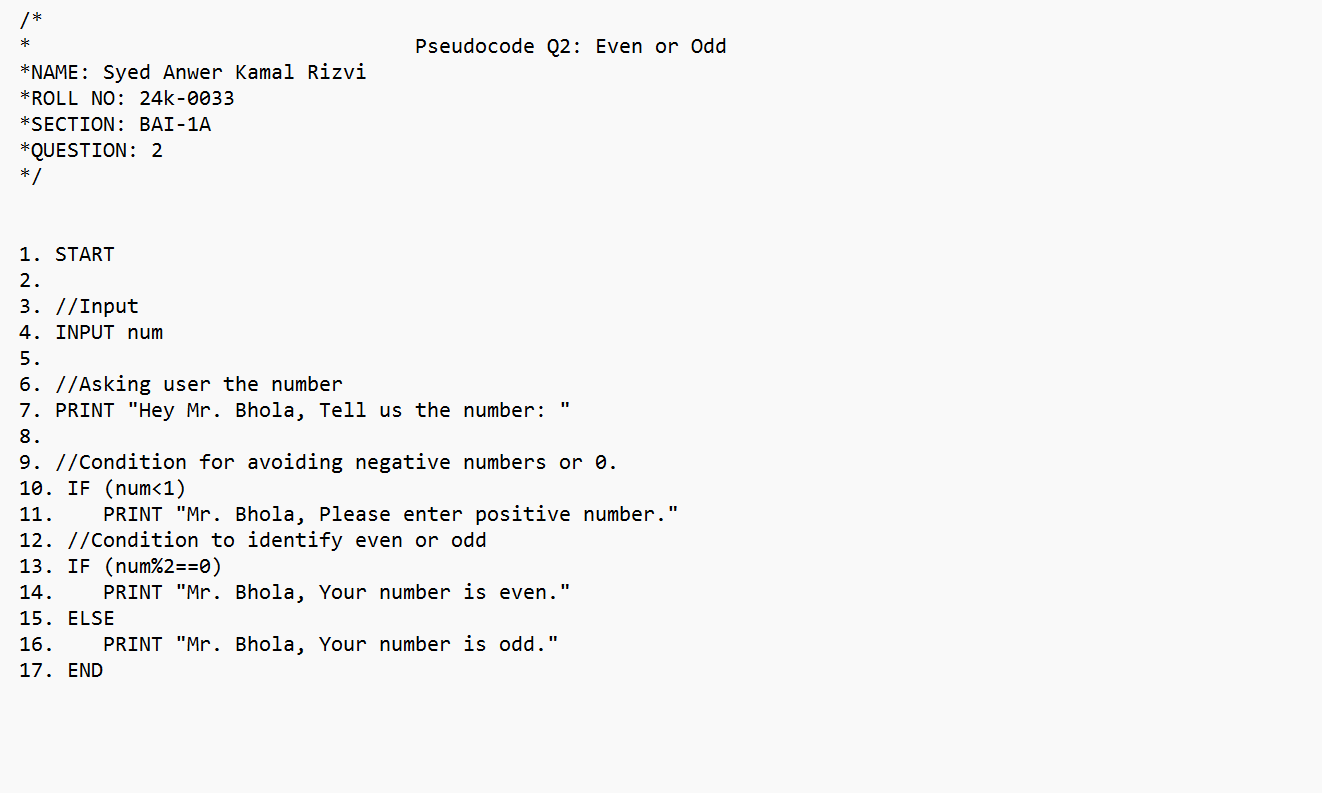 /*
*                                Pseudocode Q2: Even or Odd
*NAME: Syed Anwer Kamal Rizvi
*ROLL NO: 24k-0033
*SECTION: BAI-1A
*QUESTION: 2
*/
1. START
2.
3. //Input
4. INPUT num
5.
6. //Asking user the number
7. PRINT "Hey Mr. Bhola, Tell us the number: "
8.
9. //Condition for avoiding negative numbers or 0.
10. IF (num<1)
11.    PRINT "Mr. Bhola, Please enter positive number."
12. //Condition to identify even or odd
13. IF (num%2==0)
14.    PRINT "Mr. Bhola, Your number is even."
15. ELSE
16.    PRINT "Mr. Bhola, Your number is odd."
17. END